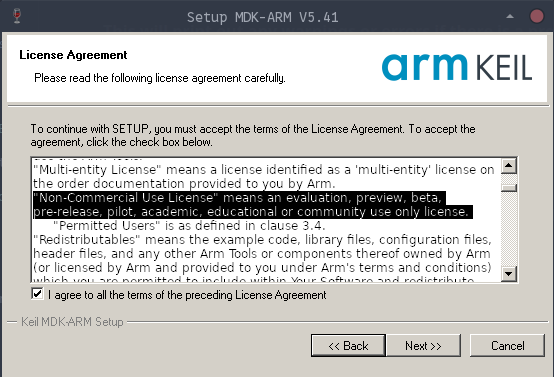 Setup MDK-ARM V5.41
License Agreement
Please read the following license agreement carefully.
arm KEIL
To continue with SETUP, you must accept the terms of the License Agreement. To accept the
agreement, click the check box below.
use the Arm Tools.
"Multi-entity License" means a license identified as a 'multi-entity' license on
the order documentation provided to you by Arm.
"Non-Commercial Use License" means an evaluation, preview, beta,
pre-release, pilot, academic, educational or community use only license.
"Permitted Users" is as defined in clause 3.4.
"Redistributables" means the example code, library files, configuration files,
header files, and any other Arm Tools or components thereof owned by Arm
(or licensed by Arm and provided to you under Arm's terms and conditions)
which you are permitted to include within Your Software and redistribute
I agree to all the terms of the preceding License Agreement
Keil MDK-ARM Setup
<< Back
Next >>
Cancel